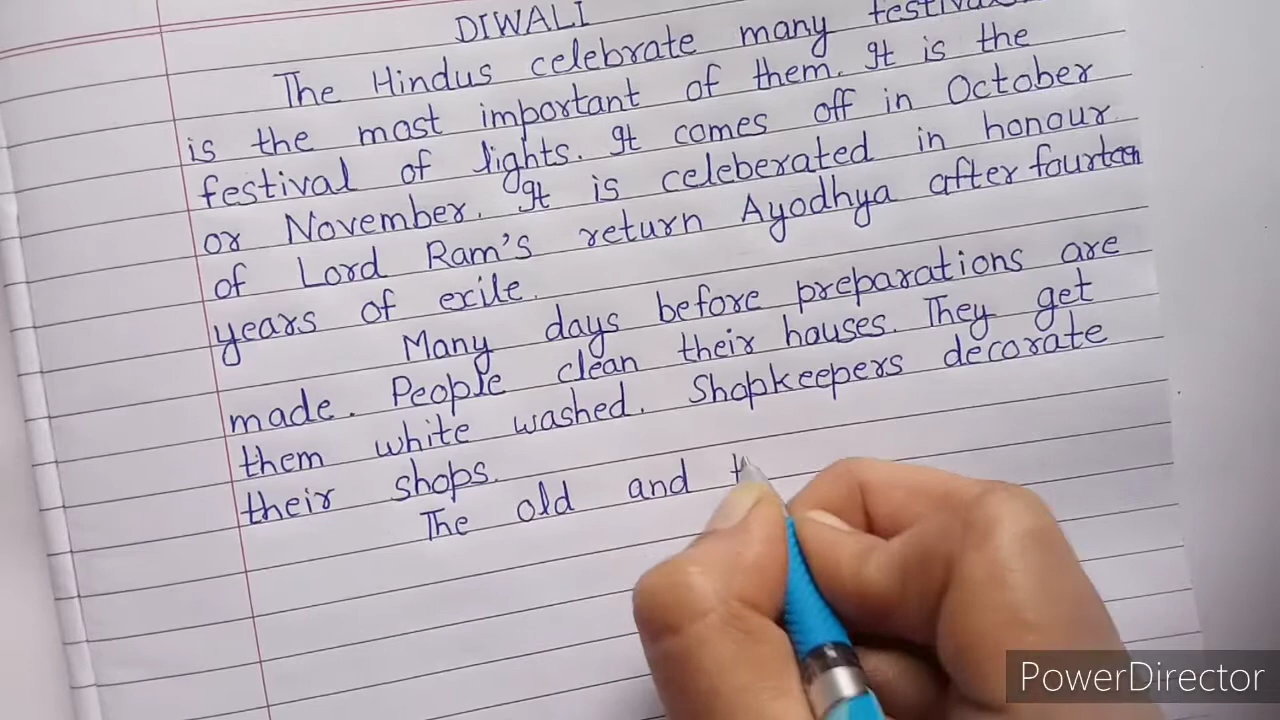 DIWALI
The Hindus celebrate many
is the most important of them. It is the
festival of lights. It comes off in October
or November. It is celeberated in honour
of Lord Ram's return Ayodhya after fourteen
years of exile.
Many days before preparations are
made. People clean their houses. They get
them white washed. Shopkeepers decorate
their shops.
The old and t
PowerDirector